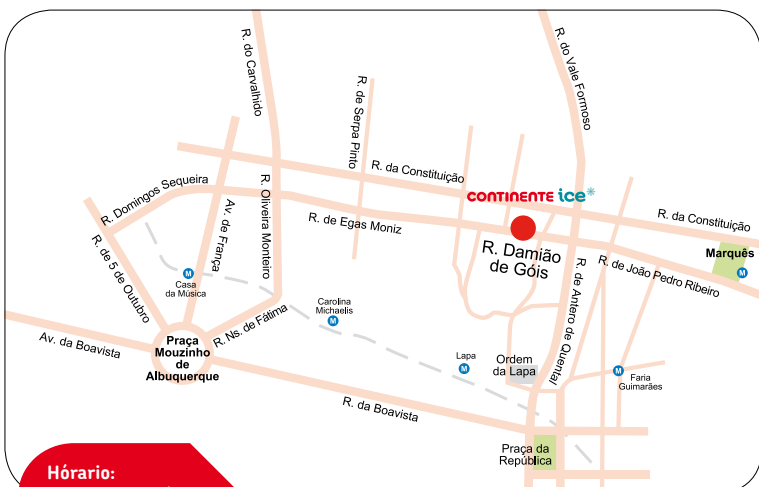 R. do Carvalhido
R. do Vale Formoso
R. de Serpa Pinto
R. da Constituição
CONTINENTE ice*
R. Domingos Sequeira
Av. de França
R. Oliveira Monteiro
R. de Egas Moniz
R. da Constituição
R. Damião
de Góis
Marquês
M
R. de João Pedro Ribeiro
R. de 5 de Outubro
M
Casa
da Música
R. de Antero de Quental
Carolina
Michaelis
M
R. Ns. de Fátima
Av. da Boavista
Praça
Mouzinho
de
Albuquerque
Lapa
M
Ordem
da Lapa
M
Faria
Guimarães
R. da Boavista
Praça da
República
Hórario: